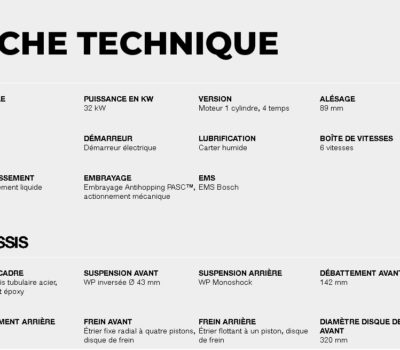 CHE TECHNIQUE
LE
PUISSANCE EN KW
32 kW
VERSION
Moteur 1 cylindre, 4 temps
ALÉSAGE
89 mm
DÉMARREUR
Démarreur électrique
LUBRIFICATION
Carter humide
BOÎTE DE VITESSES
6 vitesses
SSEMENT
ment liquide
EMBRAYAGE
Embrayage Antihopping PASC™,
actionnement mécanique
EMS
EMS Bosch
SSIS
CADRE
is tubulaire acier,
t époxy
SUSPENSION AVANT
WP inversée Ø 43 mm
SUSPENSION ARRIÈRE
WP Monoshock
DÉBATTEMENT AVANT
142 mm
MENT ARRIÈRE
FREIN AVANT
Étrier fixe radial à quatre pistons,
disque de frein
FREIN ARRIÈRE
Étrier flottant à un piston, disque
de frein
DIAMÈTRE DISQUE DE
AVANT
320 mm